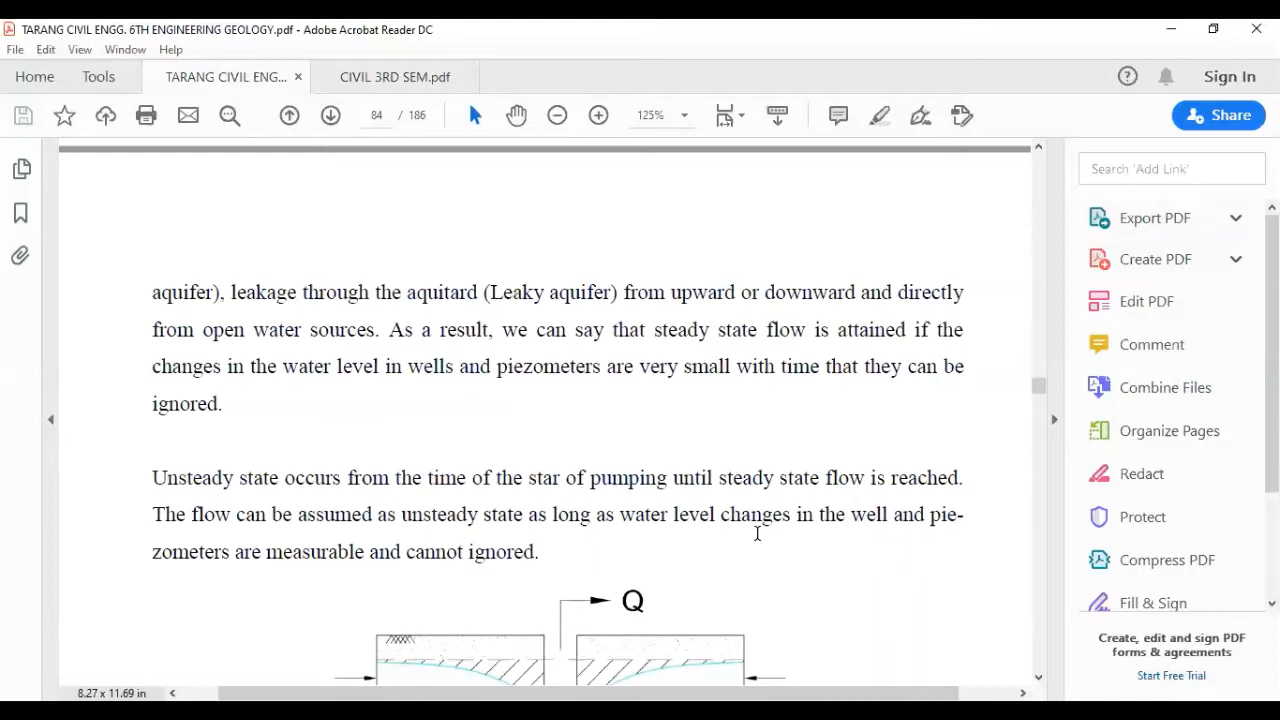 TARANG CIVIL ENGG. 6TH ENGINEERING GEOLOGY.pdf - Adobe Acrobat Reader DC
File Edit View Window Help
Home Tools TARANG CIVIL ENG... × CIVIL 3RD SEM.pdf Sign In
84 / 186 125% Share
Search 'Add Link'
Export PDF
Create PDF
Edit PDF
Comment
Combine Files
Organize Pages
Redact
Protect
Compress PDF
Fill & Sign
Create, edit and sign PDF
forms & agreements
Start Free Trial
aquifer), leakage through the aquitard (Leaky aquifer) from upward or downward and directly
from open water sources. As a result, we can say that steady state flow is attained if the
changes in the water level in wells and piezometers are very small with time that they can be
ignored.
Unsteady state occurs from the time of the star of pumping until steady state flow is reached.
The flow can be assumed as unsteady state as long as water level changes in the well and pie-
zometers are measurable and cannot ignored.
Q
8.27 x 11.69 in